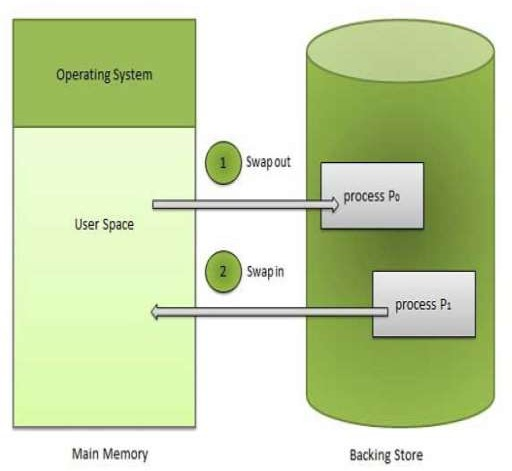 Operating System
1 Swap out
process P₀
User Space
2 Swap in
process P₁
Main Memory
Backing Store